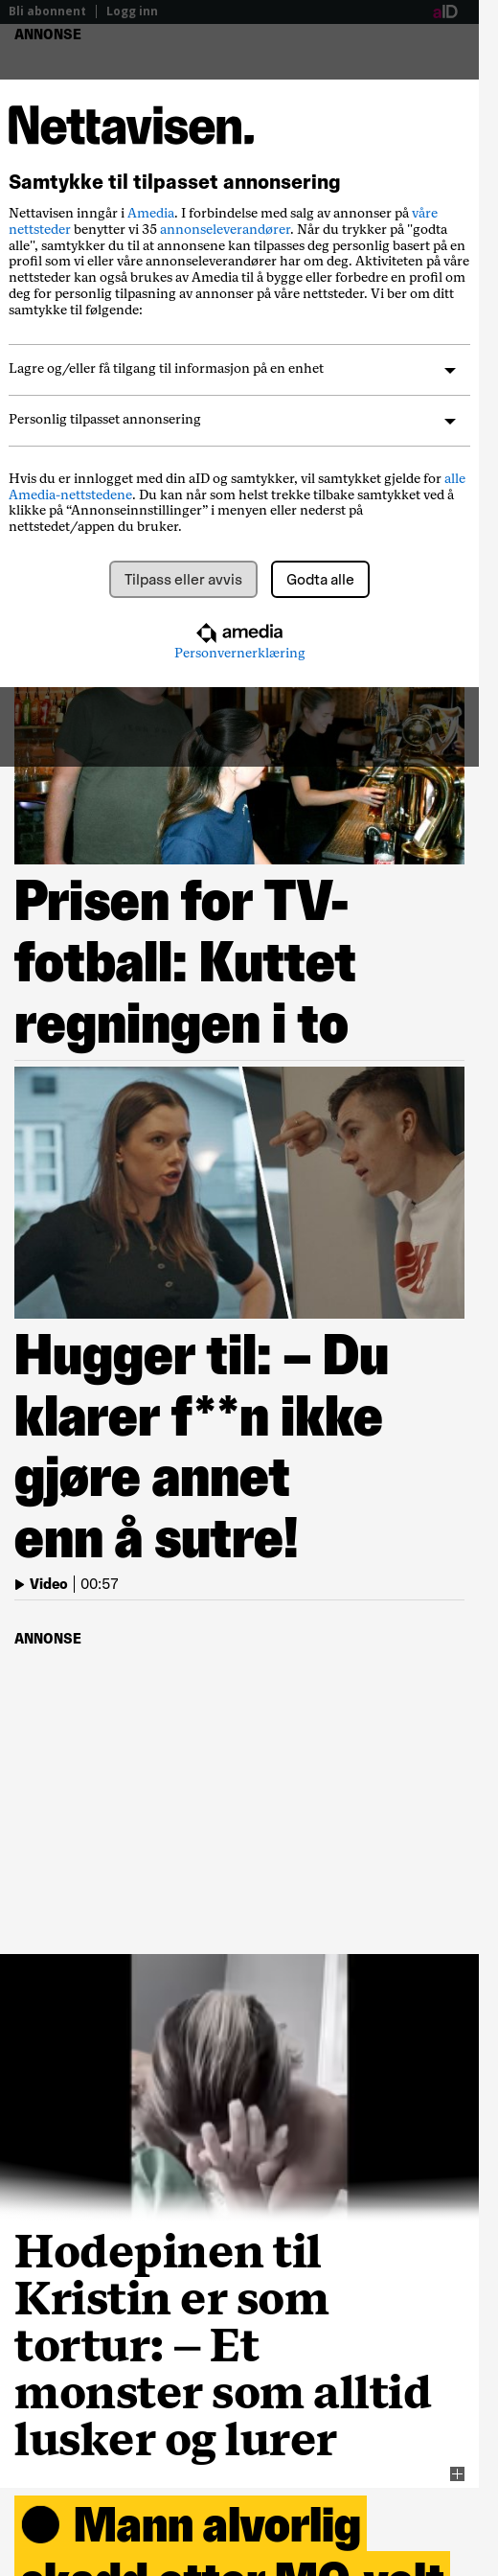 Bli abonnent | Logg inn
aID
ANNONSE
Nettavisen.
Samtykke til tilpasset annonsering
Nettavisen inngår i Amedia. I forbindelse med salg av annonser på våre
nettsteder benytter vi 35 annonseleverandører. Når du trykker på "godta
alle", samtykker du til at annonsene kan tilpasses deg personlig basert på en
profil som vi eller våre annonseleverandører har om deg. Aktiviteten på våre
nettsteder kan også brukes av Amedia til å bygge eller forbedre en profil om
deg for personlig tilpasning av annonser på våre nettsteder. Vi ber om ditt
samtykke til følgende:
Lagre og/eller få tilgang til informasjon på en enhet
Personlig tilpasset annonsering
Hvis du er innlogget med din aID og samtykker, vil samtykket gjelde for alle
Amedia-nettstedene. Du kan når som helst trekke tilbake samtykket ved å
klikke på “Annonseinnstillinger” i menyen eller nederst på
nettstedet/appen du bruker.
Tilpass eller avvis
Godta alle
amedia
Personvernerklæring
Prisen for TV-
fotball: Kuttet
regningen i to
Hugger til: – Du
klarer f**n ikke
gjøre annet
enn å sutre!
Video | 00:57
ANNONSE
Hodepinen til
Kristin er som
tortur: – Et
monster som alltid
lusker og lurer
Mann alvorlig
skadd etter MC-velt